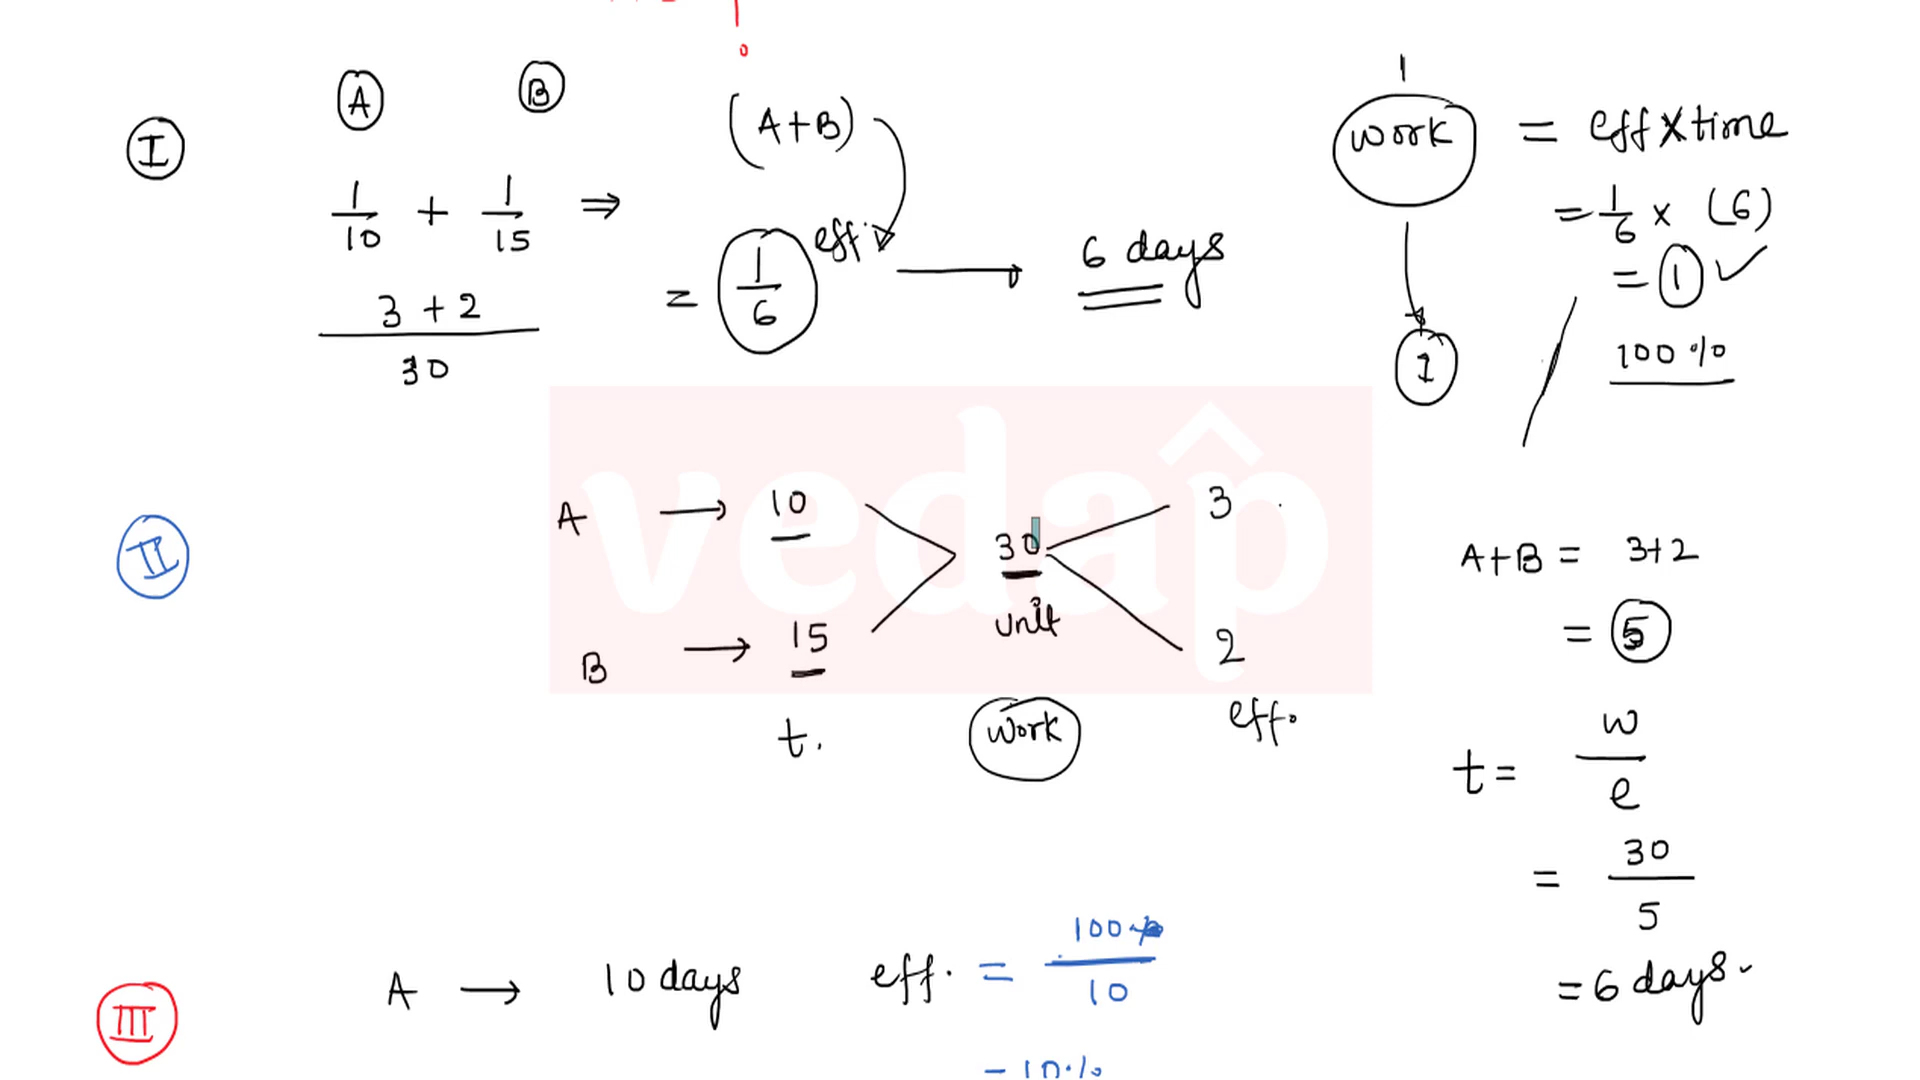 A B
(A+B)
I
1/10 + 1/15 ⇒
3 + 2 / 30
= 1/6 eff.
→ 6 days
1
work = eff × time
= 1/6 × (6)
= 1 ✓
1
100 %
vedap
II
A → 10
30
3
unit
B → 15
2
t.
work
eff.
A+B = 3+2
= 5
t = w/e
= 30/5
= 6 days.
III
A → 10 days eff. = 100%/10
= 10%